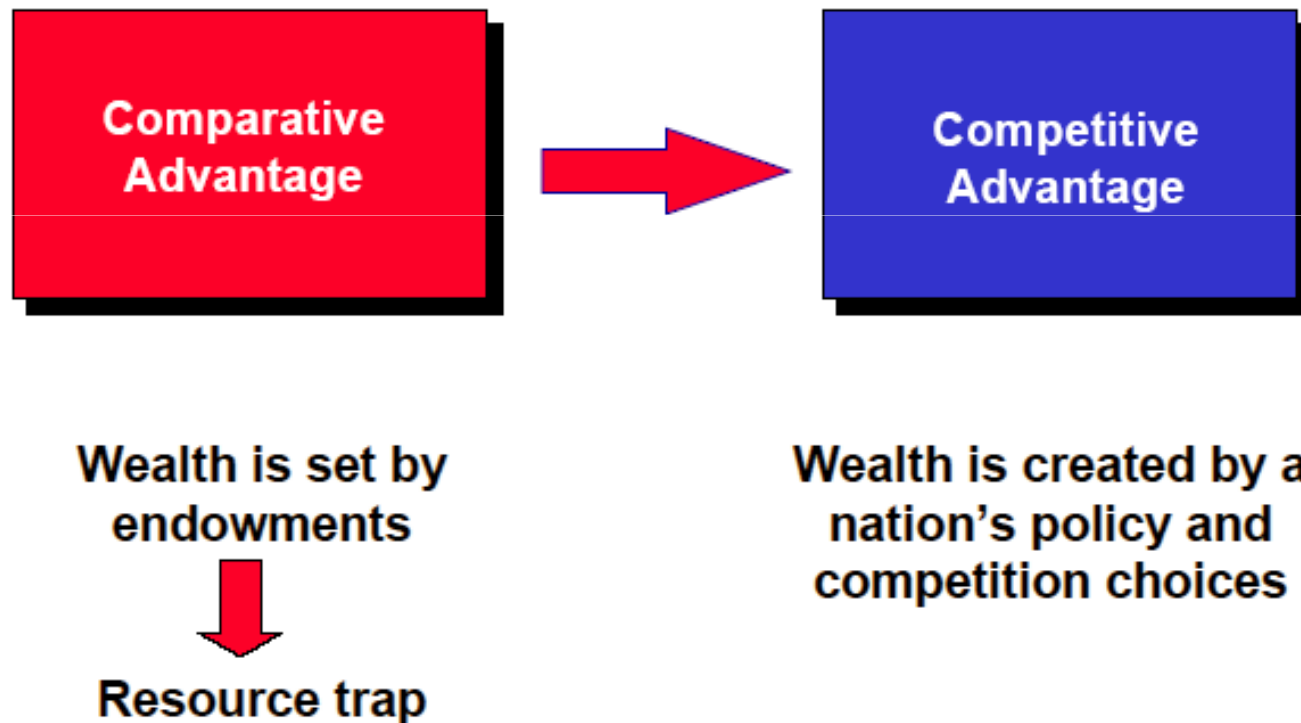 Comparative
Advantage
Competitive
Advantage
Wealth is set by
endowments
Resource trap
Wealth is created by a
nation’s policy and
competition choices